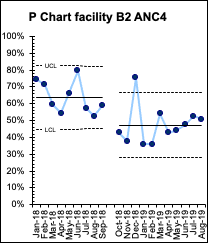 P Chart facility B2 ANC4
100%
90%
80%
70%
60%
50%
40%
30%
20%
10%
0%
UCL
LCL
Jan-18
Feb-18
Mar-18
Apr-18
May-18
Jun-18
Jul-18
Aug-18
Sep-18
Oct-18
Nov-18
Dec-18
Jan-19
Feb-19
Mar-19
Apr-19
May-19
Jun-19
Jul-19
Aug-19